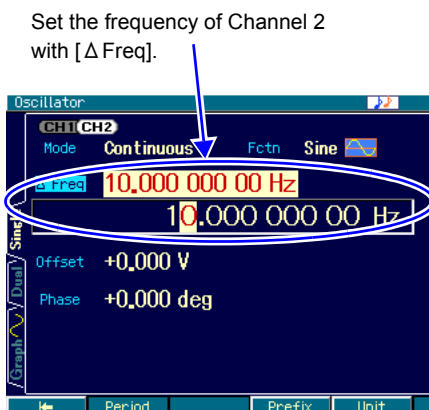 Set the frequency of Channel 2
with [Δ Freq].
Oscillator
CH1 CH2
Mode Continuous Fctn Sine
Δ Freq 10.000 000 00 Hz
10.000 000 00 Hz
Offset +0.000 V
Phase +0.000 deg
Single
Dual
Graph
Period Prefix Unit